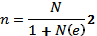 n = N / 1 + N(e) 2